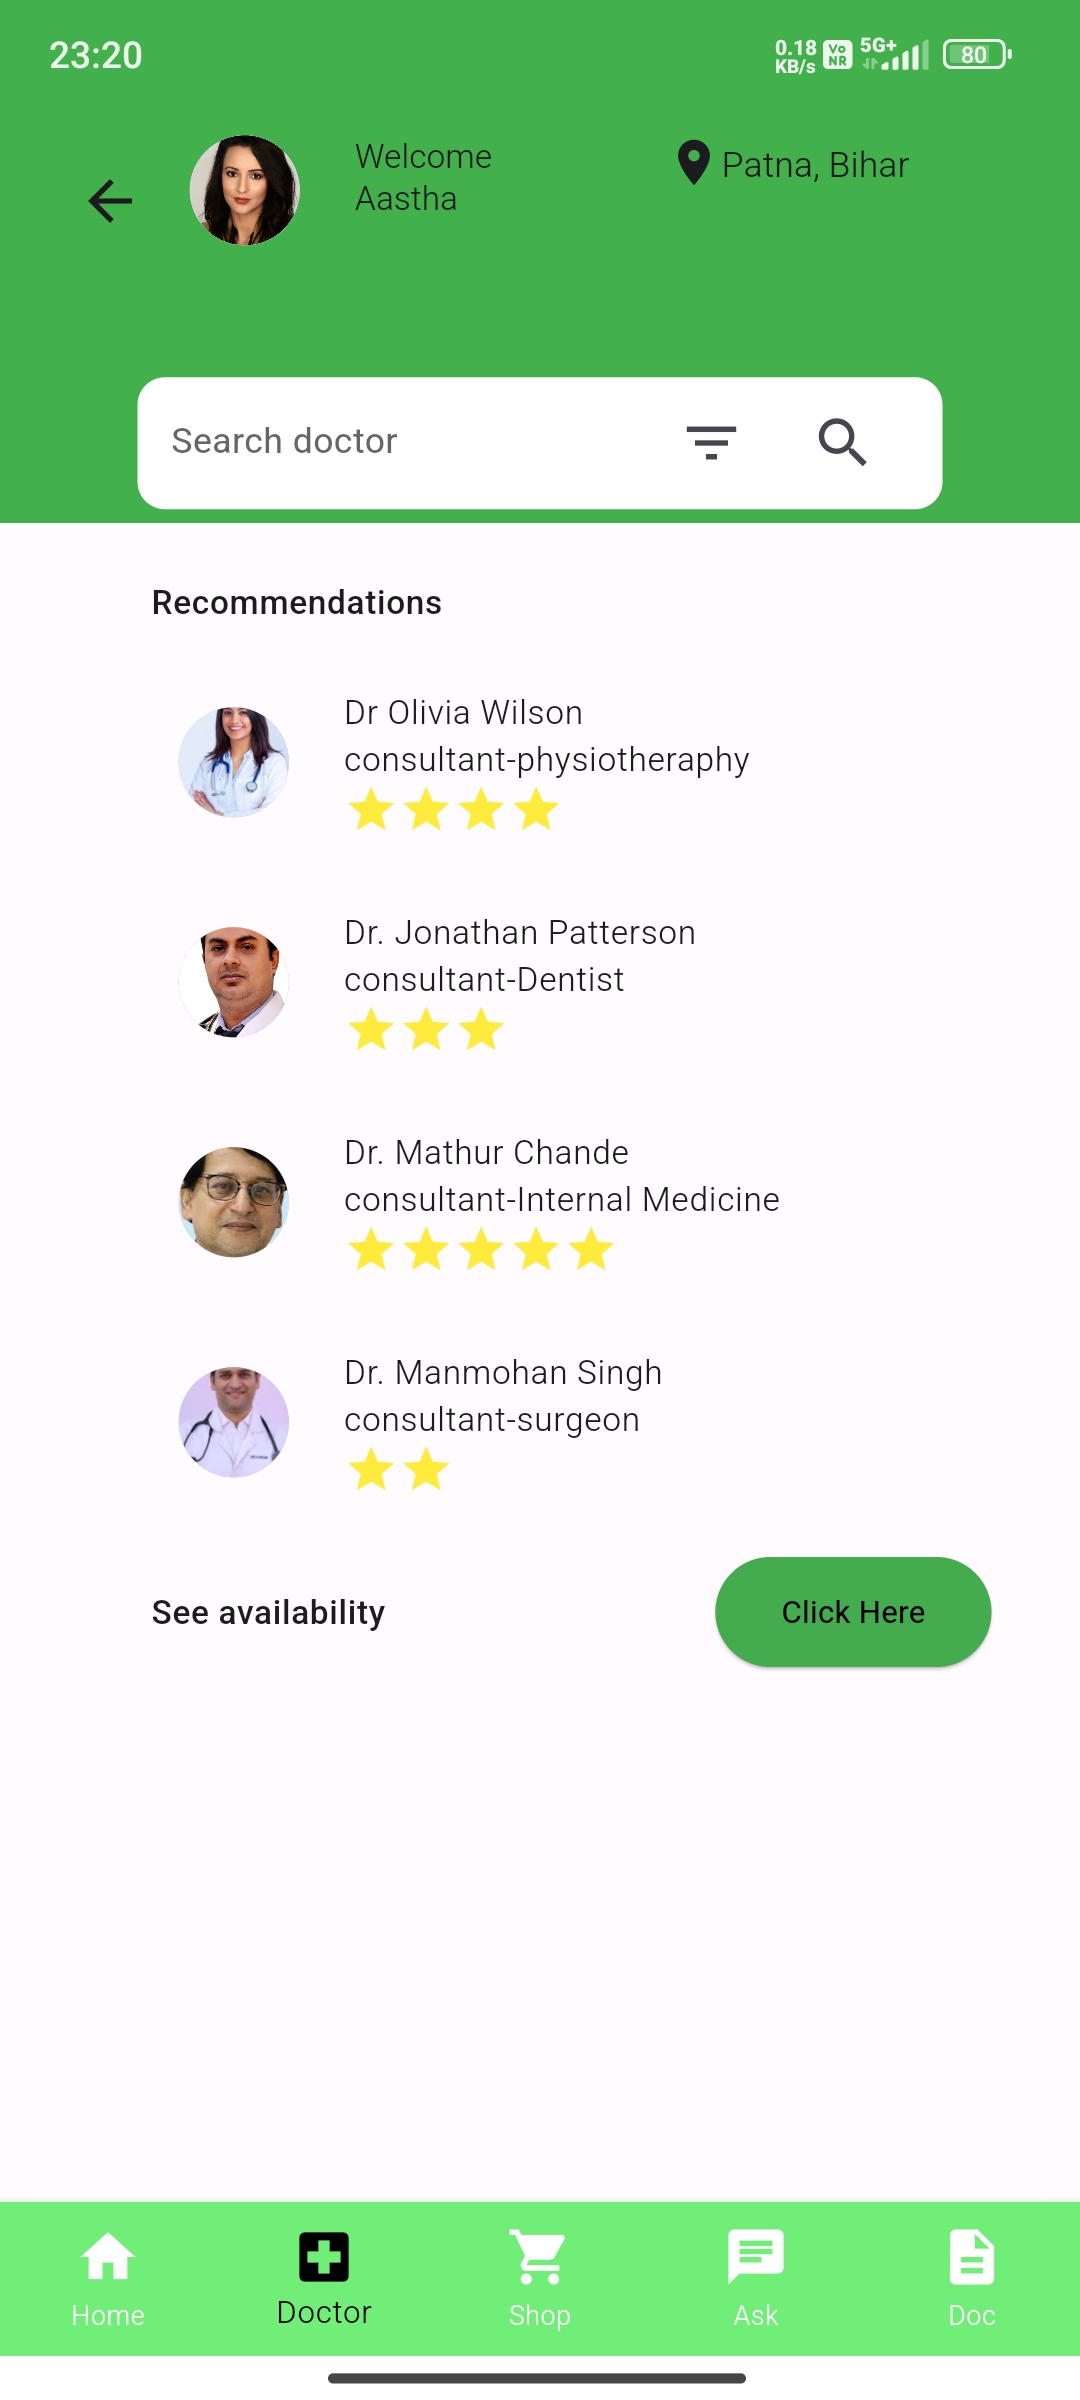 23:20
0.18
KB/s
Vo
NR
5G+
80
Welcome
Aastha
Patna, Bihar
Search doctor
Recommendations
Dr Olivia Wilson
consultant-physiotheraphy
Dr. Jonathan Patterson
consultant-Dentist
Dr. Mathur Chande
consultant-Internal Medicine
Dr. Manmohan Singh
consultant-surgeon
See availability
Click Here
Home
Doctor
Shop
Ask
Doc